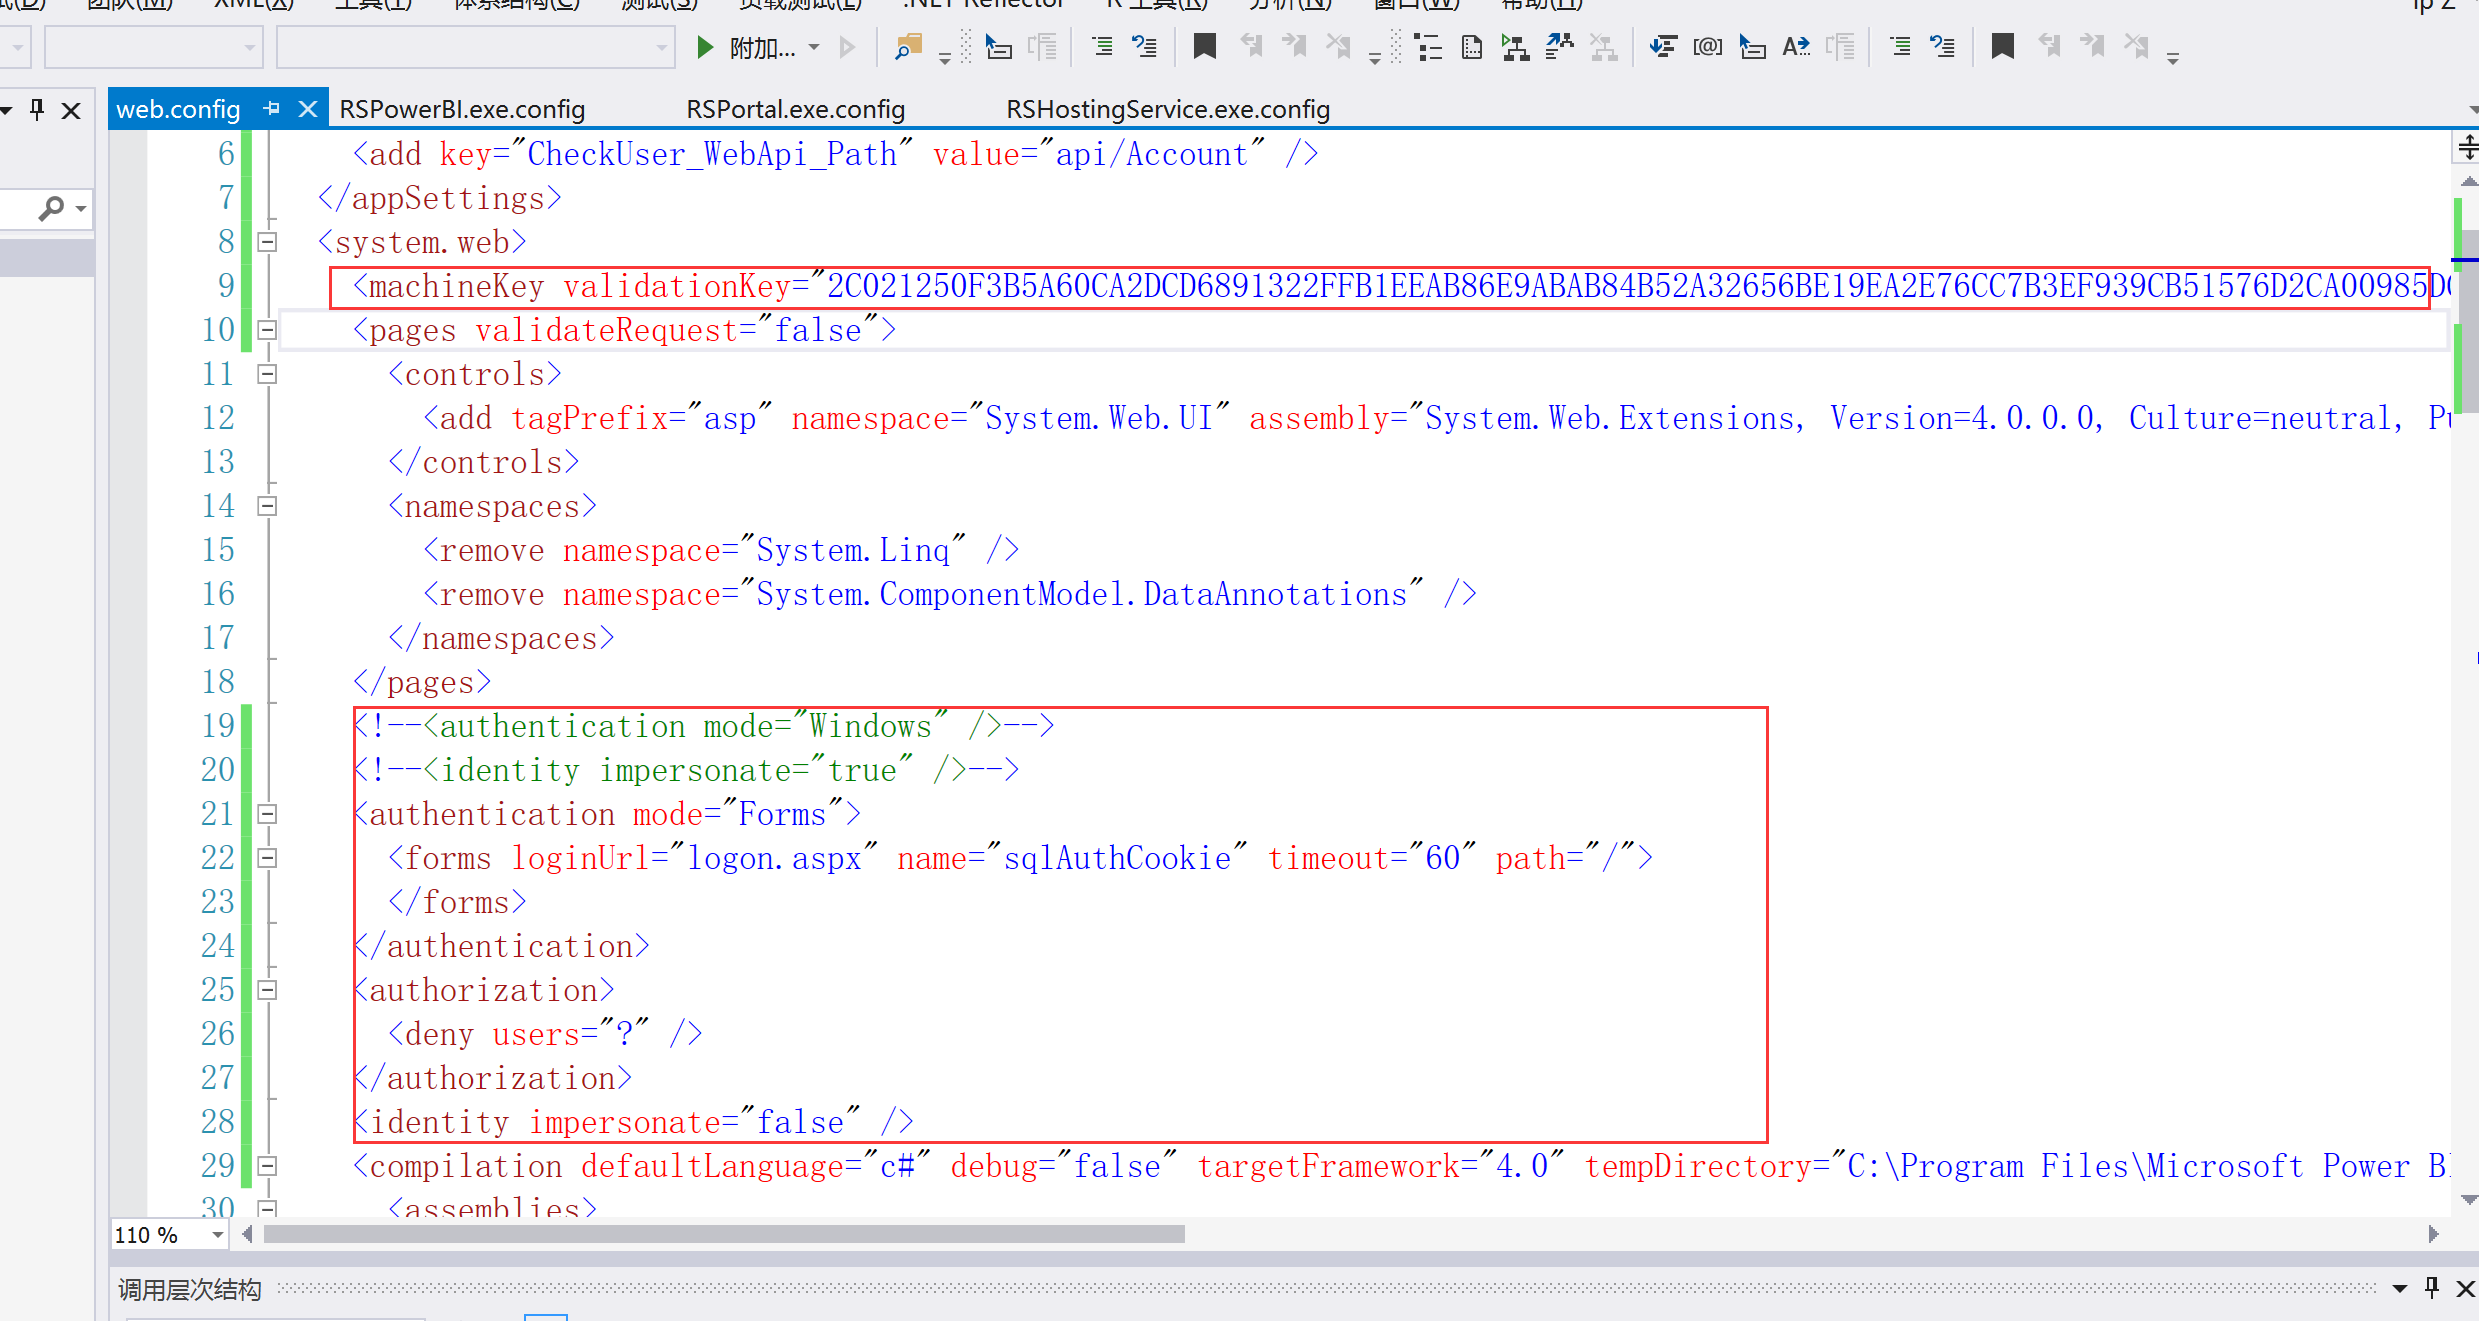 附加...
web.config RSPowerBI.exe.config RSPortal.exe.config RSHostingService.exe.config
6 <add key="CheckUser_WebApi_Path" value="api/Account" />
7 </appSettings>
8 <system.web>
9 <machineKey validationKey="2C021250F3B5A60CA2DCD6891322FFB1EEAB86E9ABAB84B52A32656BE19EA2E76CC7B3EF939CB51576D2CA00985D
10 <pages validateRequest="false">
11 <controls>
12 <add tagPrefix="asp" namespace="System.Web.UI" assembly="System.Web.Extensions, Version=4.0.0.0, Culture=neutral, Pu
13 </controls>
14 <namespaces>
15 <remove namespace="System.Linq" />
16 <remove namespace="System.ComponentModel.DataAnnotations" />
17 </namespaces>
18 </pages>
19 <!--<authentication mode="Windows" />-->
20 <!--<identity impersonate="true" />-->
21 <authentication mode="Forms">
22 <forms loginUrl="logon.aspx" name="sqlAuthCookie" timeout="60" path="/">
23 </forms>
24 </authentication>
25 <authorization>
26 <deny users="?" />
27 </authorization>
28 <identity impersonate="false" />
29 <compilation defaultLanguage="c#" debug="false" targetFramework="4.0" tempDirectory="C:\Program Files\Microsoft Power BI
30 <assemblies>
110 %
调用层次结构